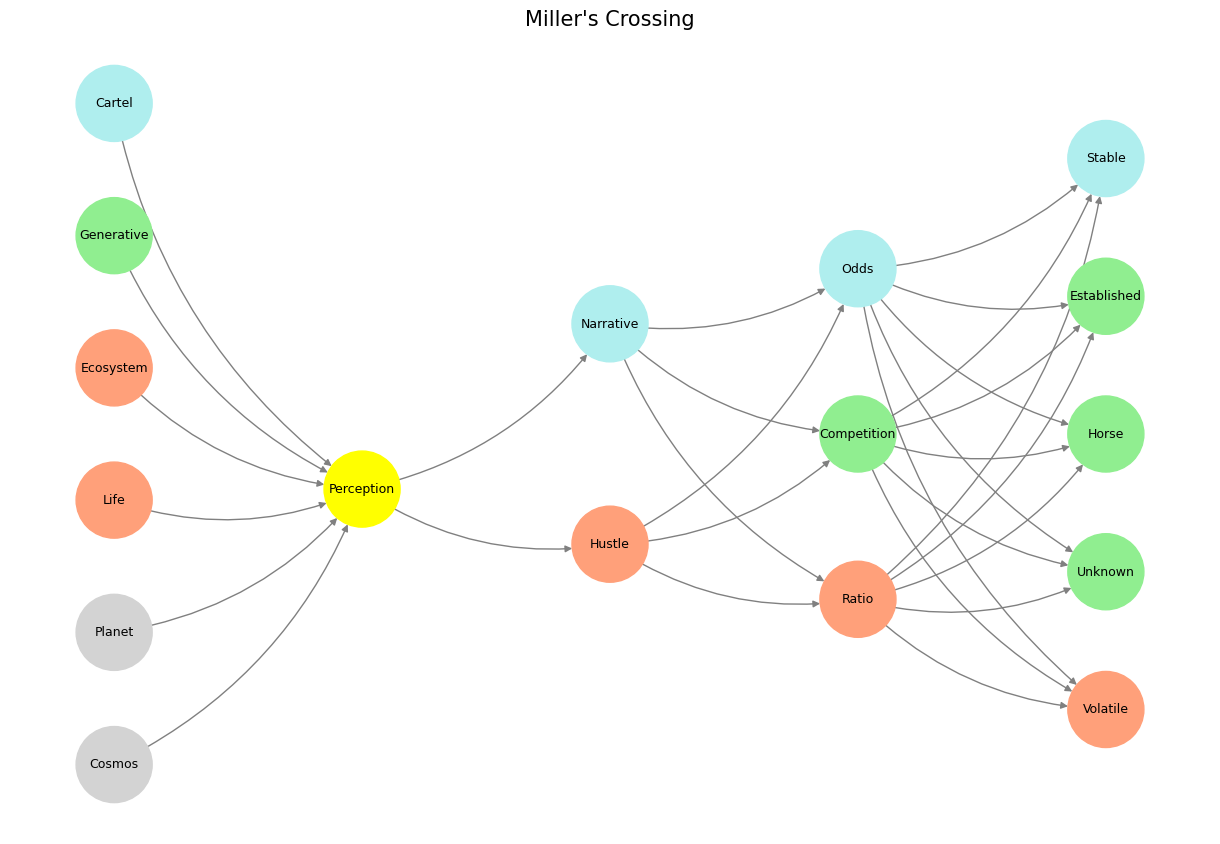 Miller's Crossing
Cartel
Generative
Ecosystem
Life
Planet
Cosmos
Perception
Narrative
Hustle
Odds
Competition
Ratio
Stable
Established
Horse
Unknown
Volatile